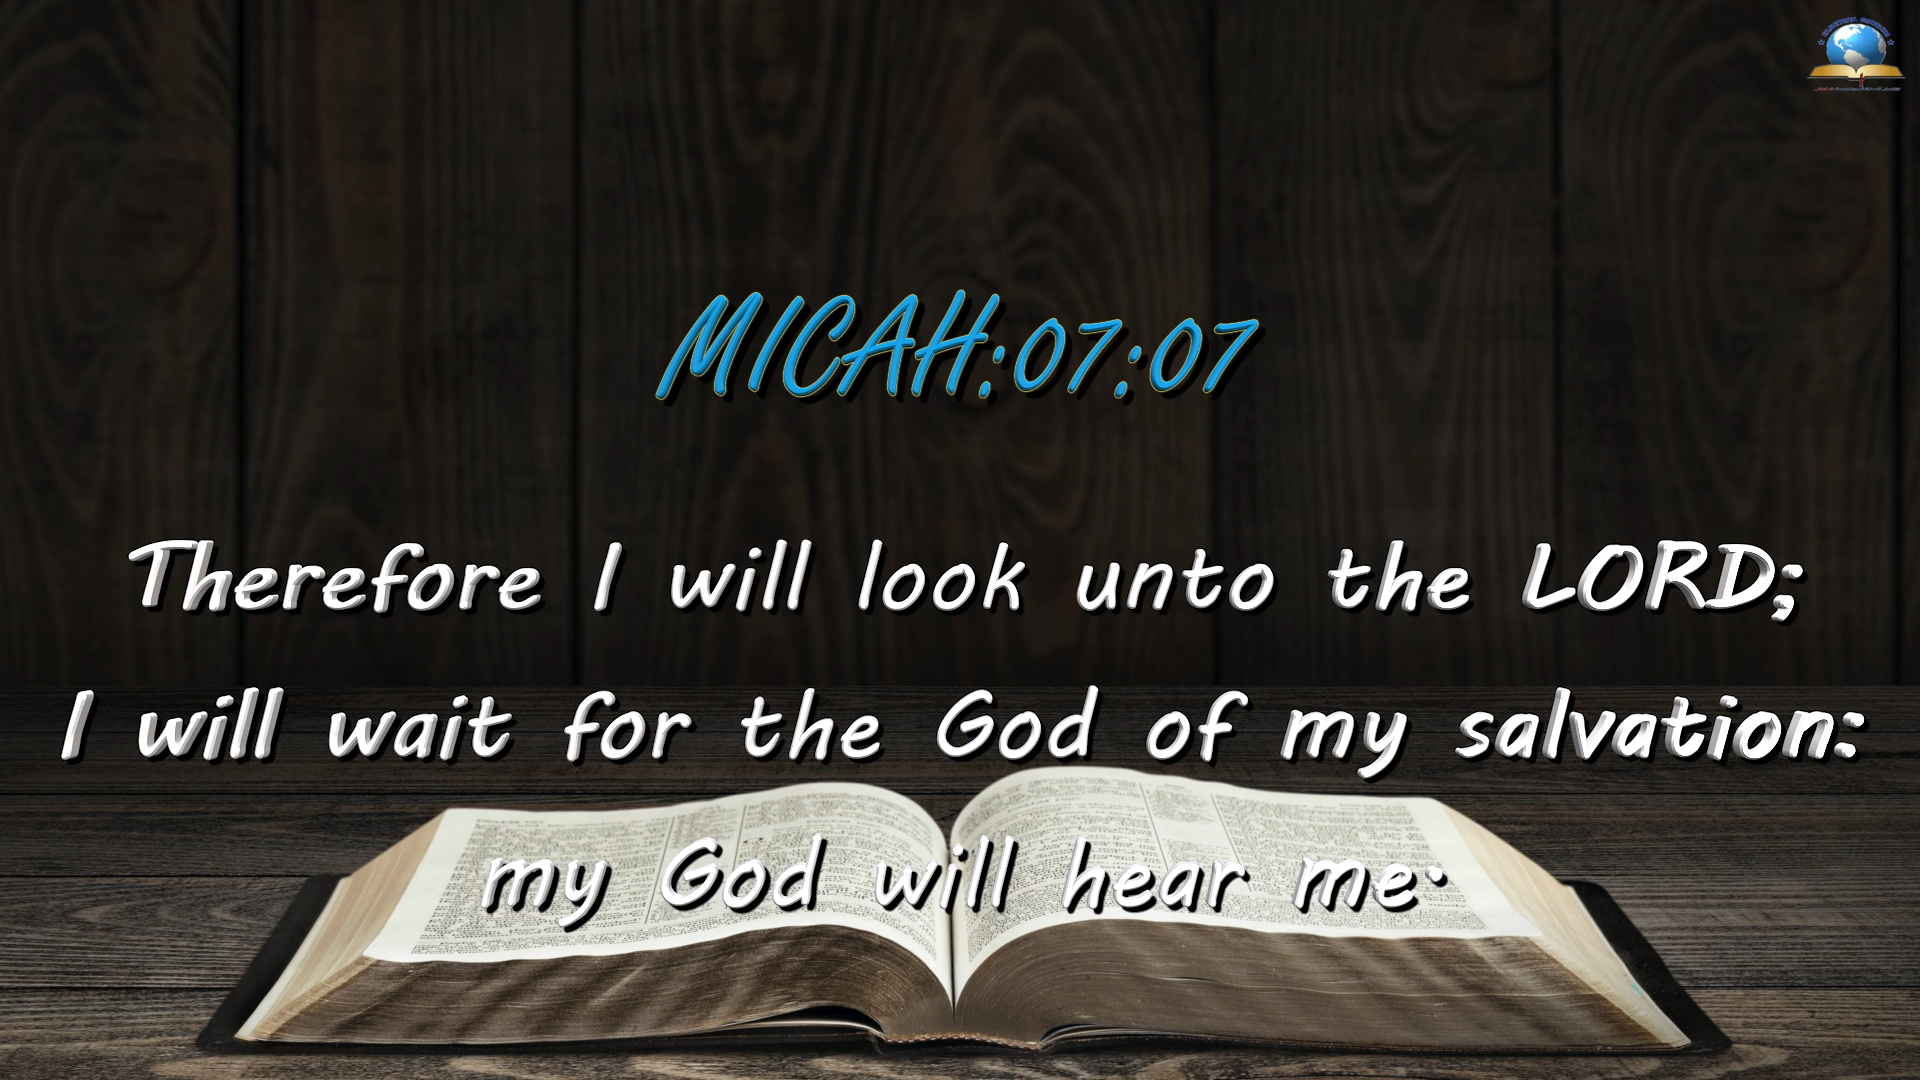 MICAH:07:07
Therefore I will look unto the LORD;
I will wait for the God of my salvation:
my God will hear me.